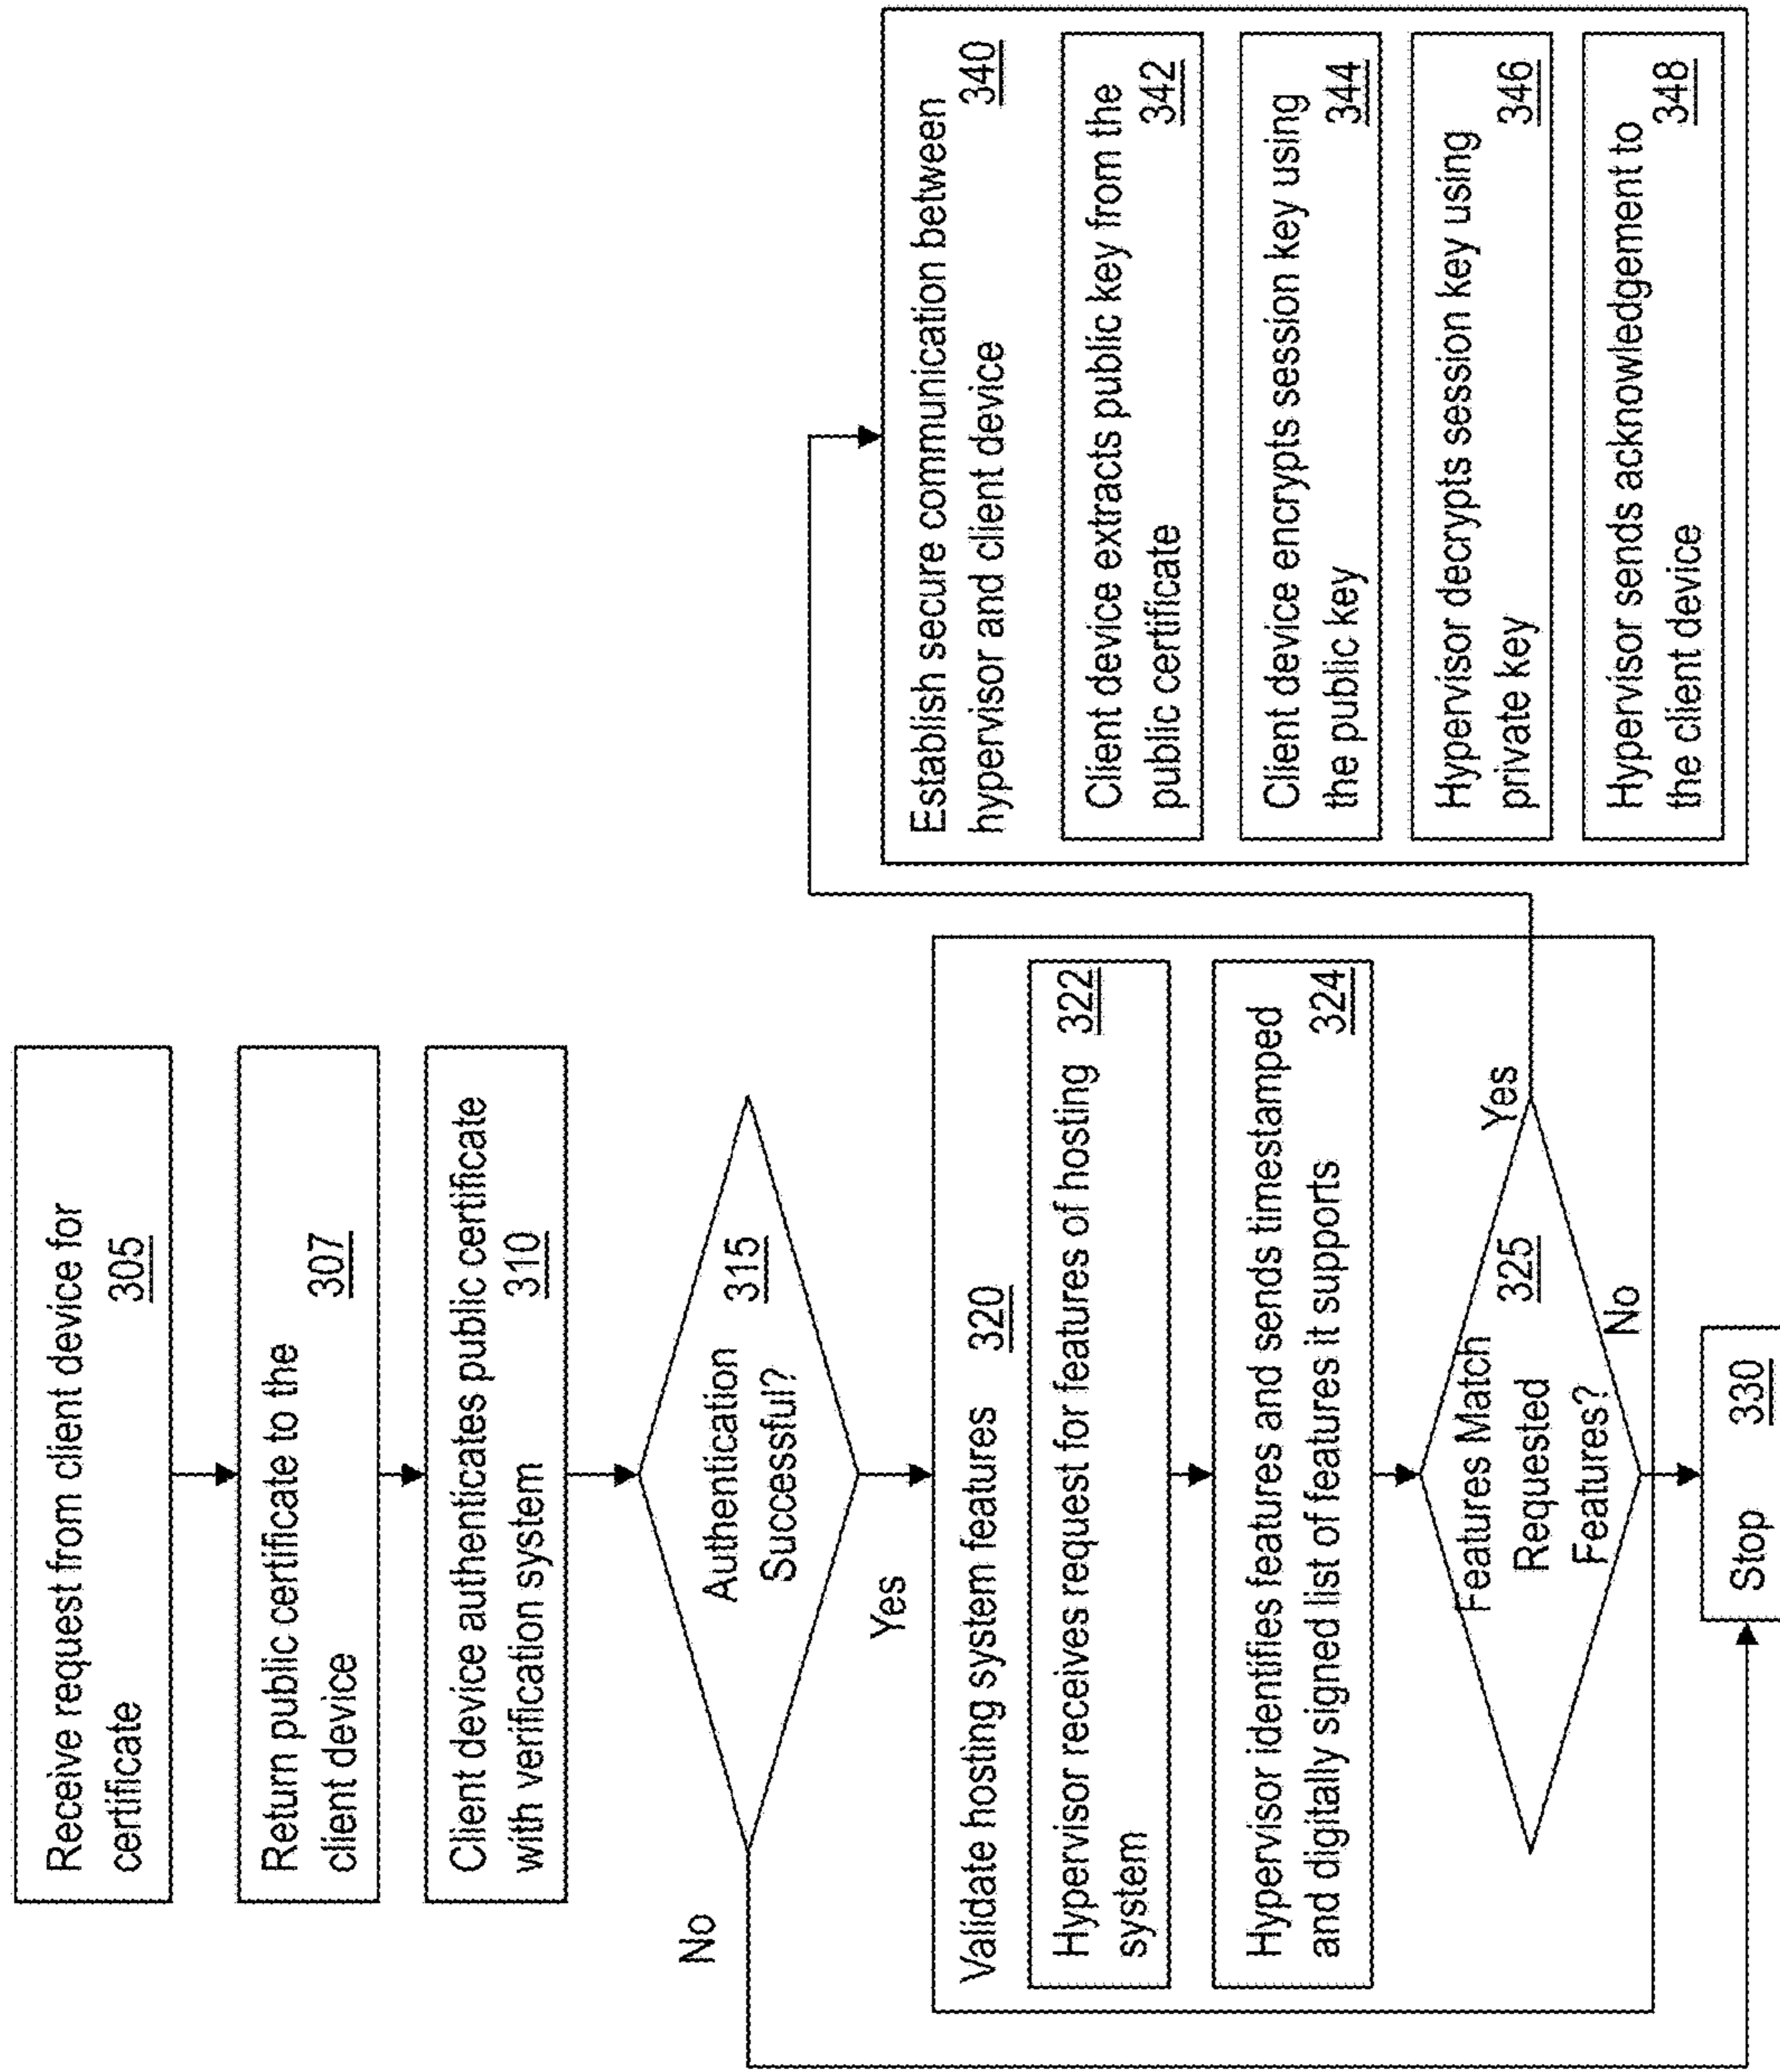 Receive request from client device for
certificate 305
Return public certificate to the
client device 307
Client device authenticates public certificate
with verification system 310
Authentication 315
Successful?
No
Yes
Validate hosting system features 320
Hypervisor receives request for features of hosting 322
system
Hypervisor identifies features and sends timestamped
and digitally signed list of features it supports 324
Features Match 325
Requested
Features?
Yes
No
Stop 330
Establish secure communication between
hypervisor and client device 340
Client device extracts public key from the
public certificate 342
Client device encrypts session key using
the public key 344
Hypervisor decrypts session key using
private key 346
Hypervisor sends acknowledgement to
the client device 348